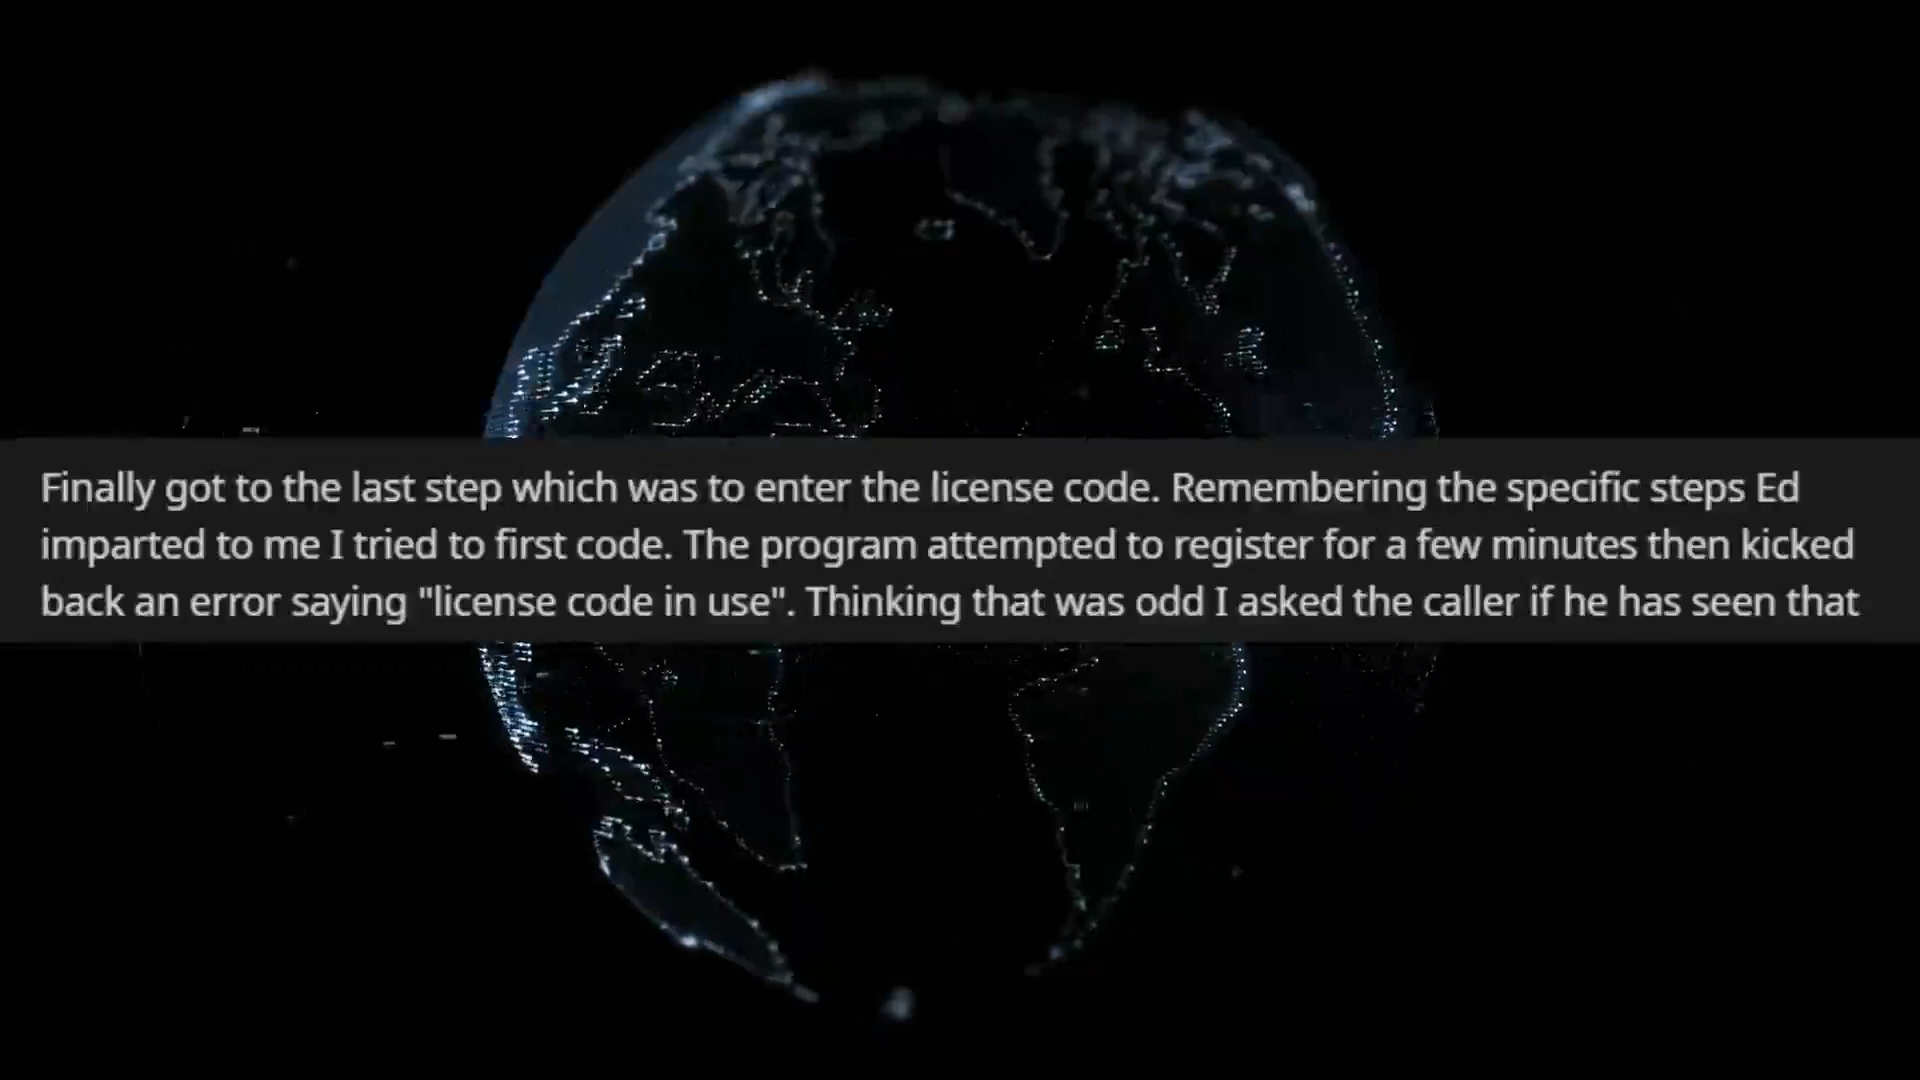 Finally got to the last step which was to enter the license code. Remembering the specific steps Ed
imparted to me I tried to first code. The program attempted to register for a few minutes then kicked
back an error saying "license code in use". Thinking that was odd I asked the caller if he has seen that